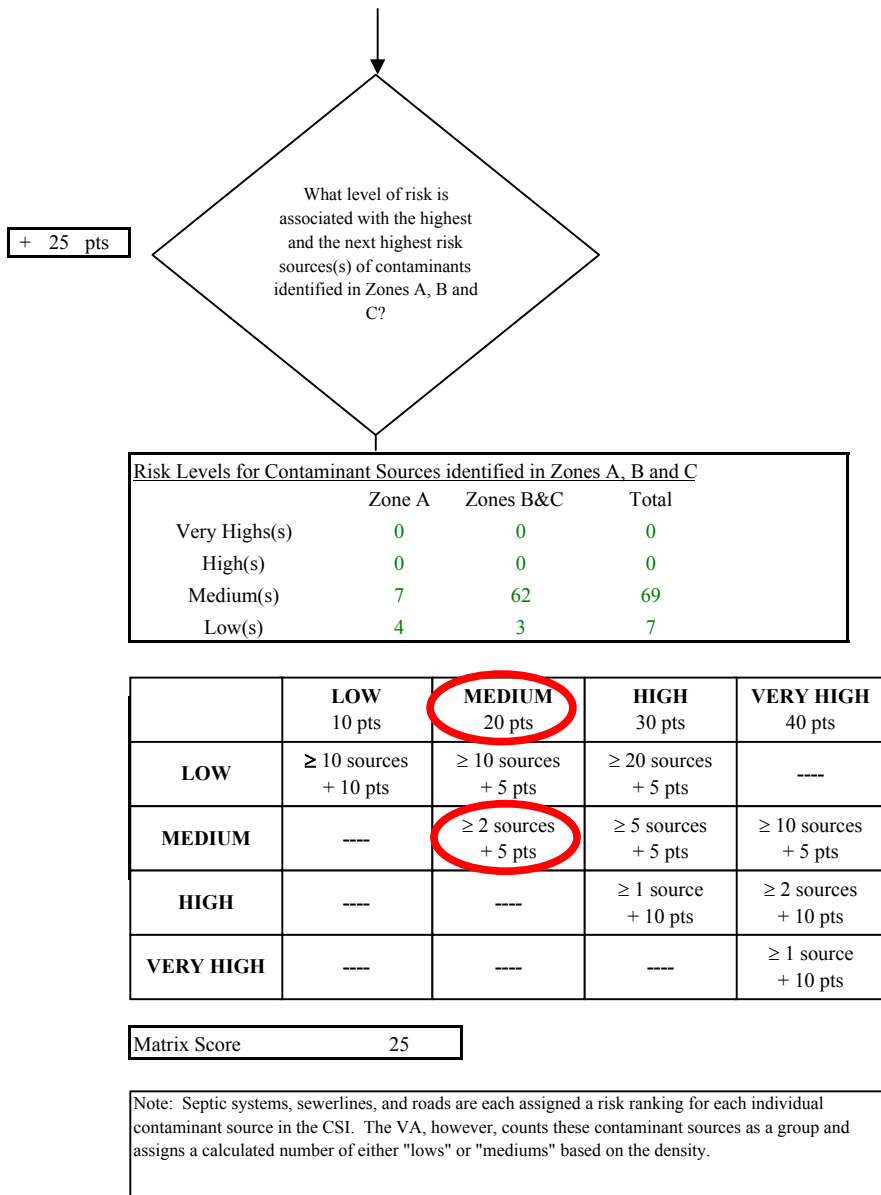 What level of risk is
associated with the highest
and the next highest risk
sources(s) of contaminants
identified in Zones A, B and
C?
+ 25 pts
Risk Levels for Contaminant Sources identified in Zones A, B and C
Zone A Zones B&C Total
Very Highs(s) 0 0 0
High(s) 0 0 0
Medium(s) 7 62 69
Low(s) 4 3 7
LOW MEDIUM HIGH VERY HIGH
10 pts 20 pts 30 pts 40 pts
LOW ≥ 10 sources ≥ 10 sources ≥ 20 sources ----
+ 10 pts + 5 pts + 5 pts
MEDIUM ---- ≥ 2 sources ≥ 5 sources ≥ 10 sources
+ 5 pts + 5 pts + 5 pts
HIGH ---- ---- ≥ 1 source ≥ 2 sources
+ 10 pts + 10 pts
VERY HIGH ---- ---- ---- ≥ 1 source
+ 10 pts
Matrix Score 25
Note: Septic systems, sewerlines, and roads are each assigned a risk ranking for each individual
contaminant source in the CSI. The VA, however, counts these contaminant sources as a group and
assigns a calculated number of either "lows" or "mediums" based on the density.